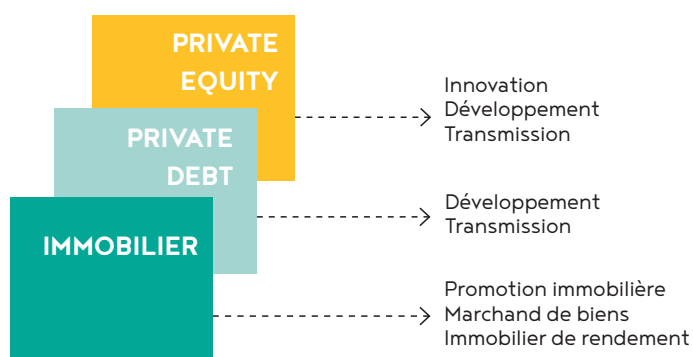 PRIVATE
EQUITY
Innovation
Développement
Transmission
PRIVATE
DEBT
Développement
Transmission
IMMOBILIER
Promotion immobilière
Marchand de biens
Immobilier de rendement